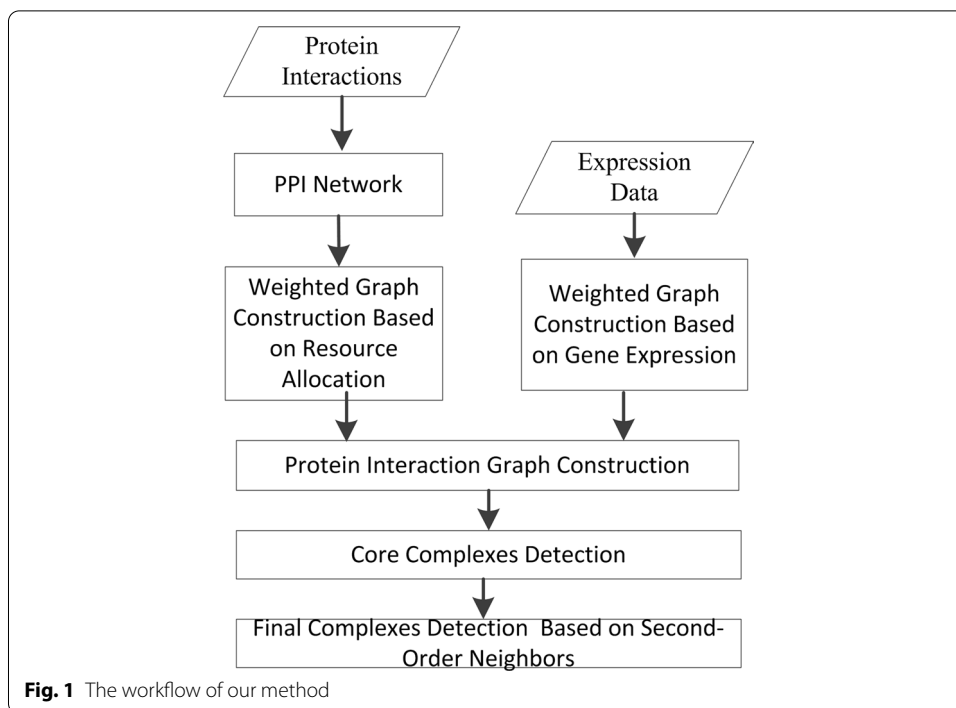 Protein
Interactions
PPI Network
Expression
Data
Weighted Graph
Construction Based
on Resource
Allocation
Weighted Graph
Construction Based
on Gene Expression
Protein Interaction Graph Construction
Core Complexes Detection
Final Complexes Detection Based on Second-
Order Neighbors
Fig. 1 The workflow of our method